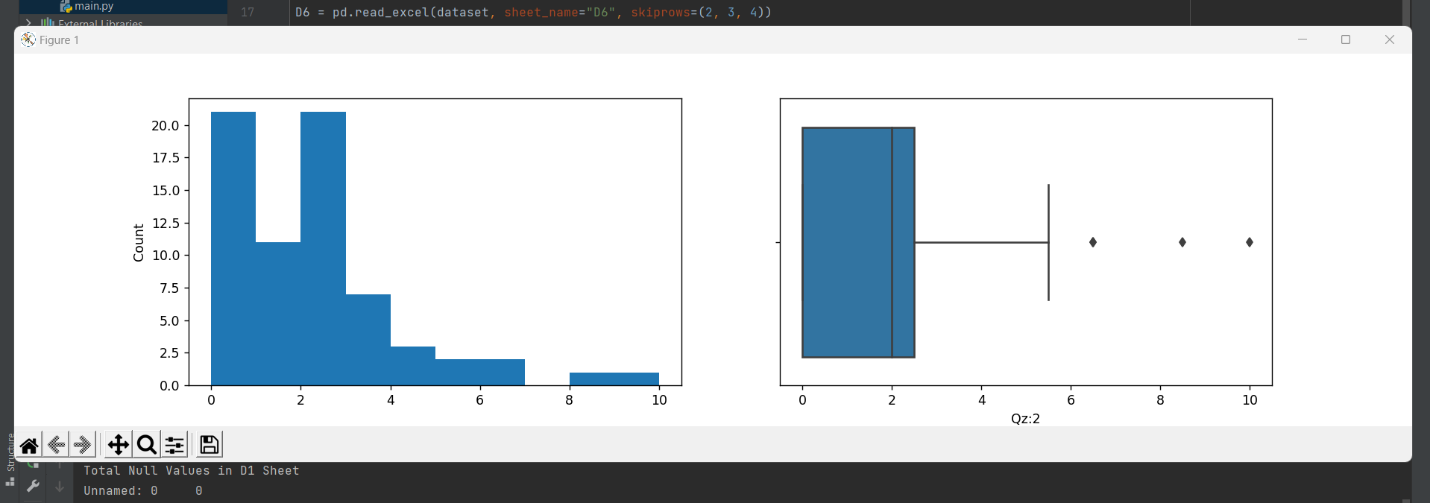 main.py
17 D6 = pd.read_excel(dataset, sheet_name="D6", skiprows=(2, 3, 4))
External Libraries
Figure 1
20.0
17.5
15.0
12.5
10.0
7.5
5.0
2.5
0.0
Count
0 2 4 6 8 10
0 2 4 6 8 10
Qz:2
Structure
Total Null Values in D1 Sheet
Unnamed: 0 0